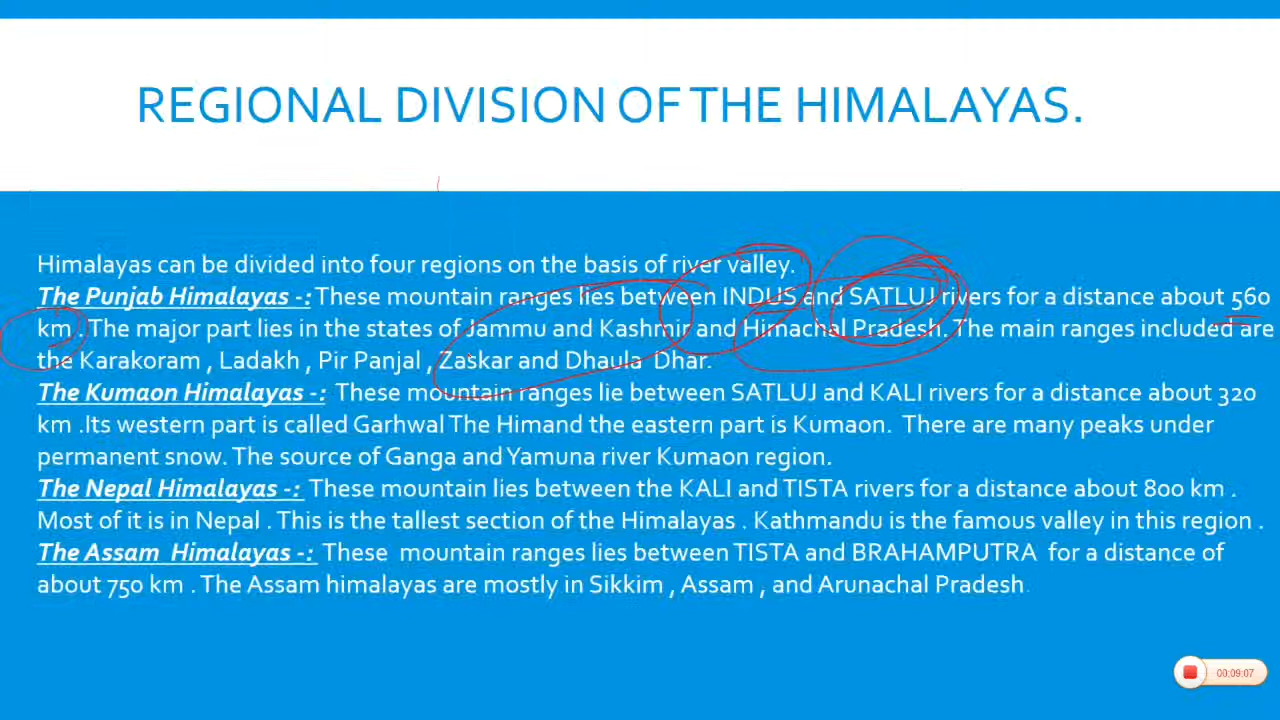 REGIONAL DIVISION OF THE HIMALAYAS.
Himalayas can be divided into four regions on the basis of river valley.
The Punjab Himalayas -: These mountain ranges lies between INDUS and SATLUJ rivers for a distance about 560
km . The major part lies in the states of Jammu and Kashmir and Himachal Pradesh. The main ranges included are
the Karakoram , Ladakh , Pir Panjal , Zaskar and Dhaula Dhar.
The Kumaon Himalayas -: These mountain ranges lie between SATLUJ and KALI rivers for a distance about 320
km .Its western part is called Garhwal The Himand the eastern part is Kumaon. There are many peaks under
permanent snow. The source of Ganga and Yamuna river Kumaon region.
The Nepal Himalayas -: These mountain lies between the KALI and TISTA rivers for a distance about 800 km .
Most of it is in Nepal . This is the tallest section of the Himalayas . Kathmandu is the famous valley in this region .
The Assam Himalayas -: These mountain ranges lies between TISTA and BRAHAMPUTRA for a distance of
about 750 km . The Assam himalayas are mostly in Sikkim , Assam , and Arunachal Pradesh
00:09:07